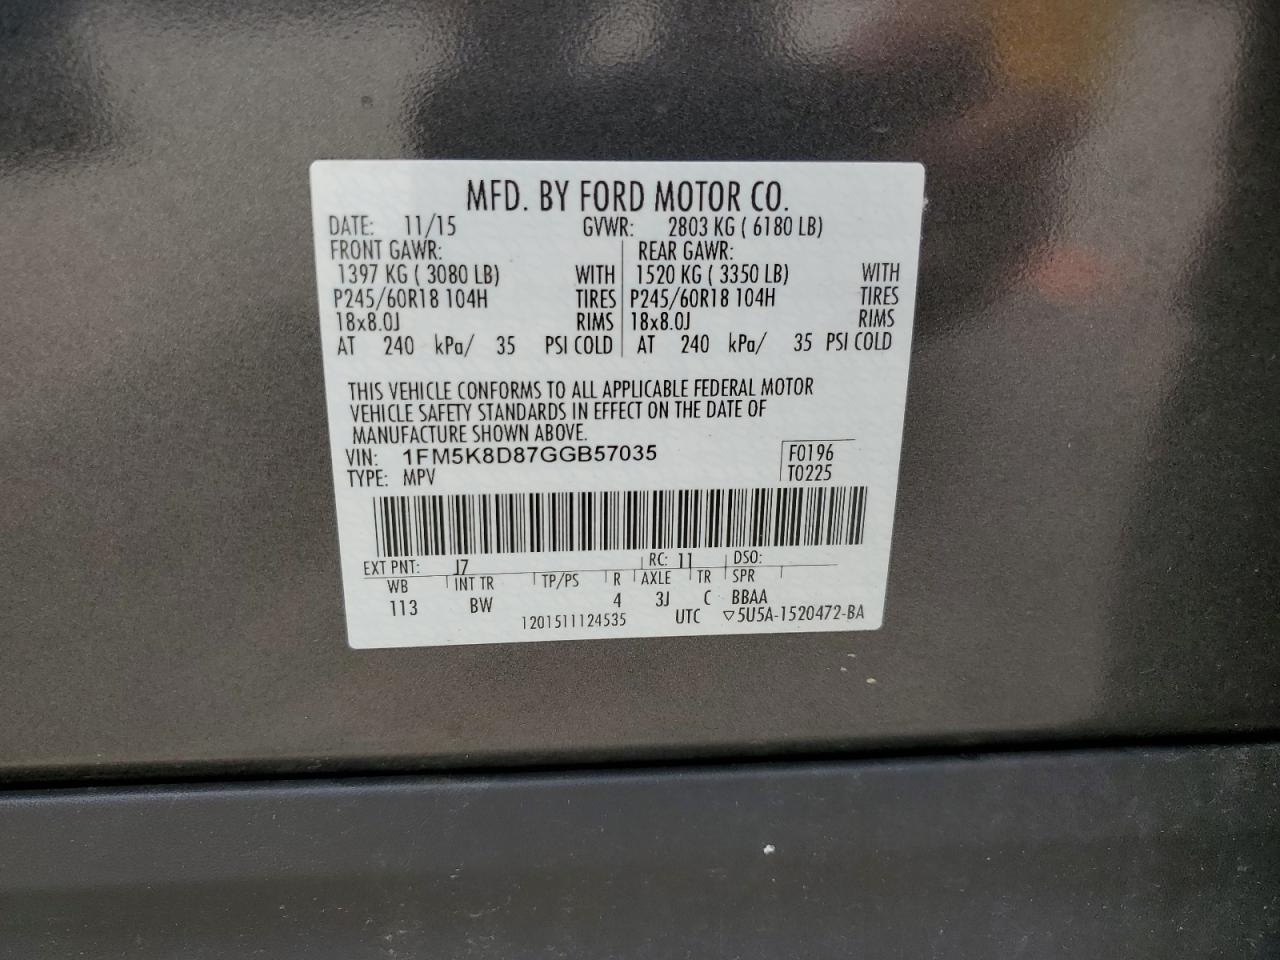 MFD. BY FORD MOTOR CO.
DATE: 11/15 GVWR: 2803 KG ( 6180 LB)
FRONT GAWR: REAR GAWR:
1397 KG ( 3080 LB) WITH 1520 KG ( 3350 LB) WITH
P245/60R18 104H TIRES P245/60R18 104H TIRES
18x8.0J RIMS 18x8.0J RIMS
AT 240 kPa/ 35 PSI COLD AT 240 kPa/ 35 PSI COLD
THIS VEHICLE CONFORMS TO ALL APPLICABLE FEDERAL MOTOR
VEHICLE SAFETY STANDARDS IN EFFECT ON THE DATE OF
MANUFACTURE SHOWN ABOVE.
VIN: 1FM5K8D87GGB57035 F0196
TYPE: MPV T0225
EXT PNT: J7 RC: 11 DSO:
WB INT TR TP/PS R AXLE TR SPR
113 BW 4 3J C BBAA
1201511124535 UTC ▽5U5A-1520472-BA